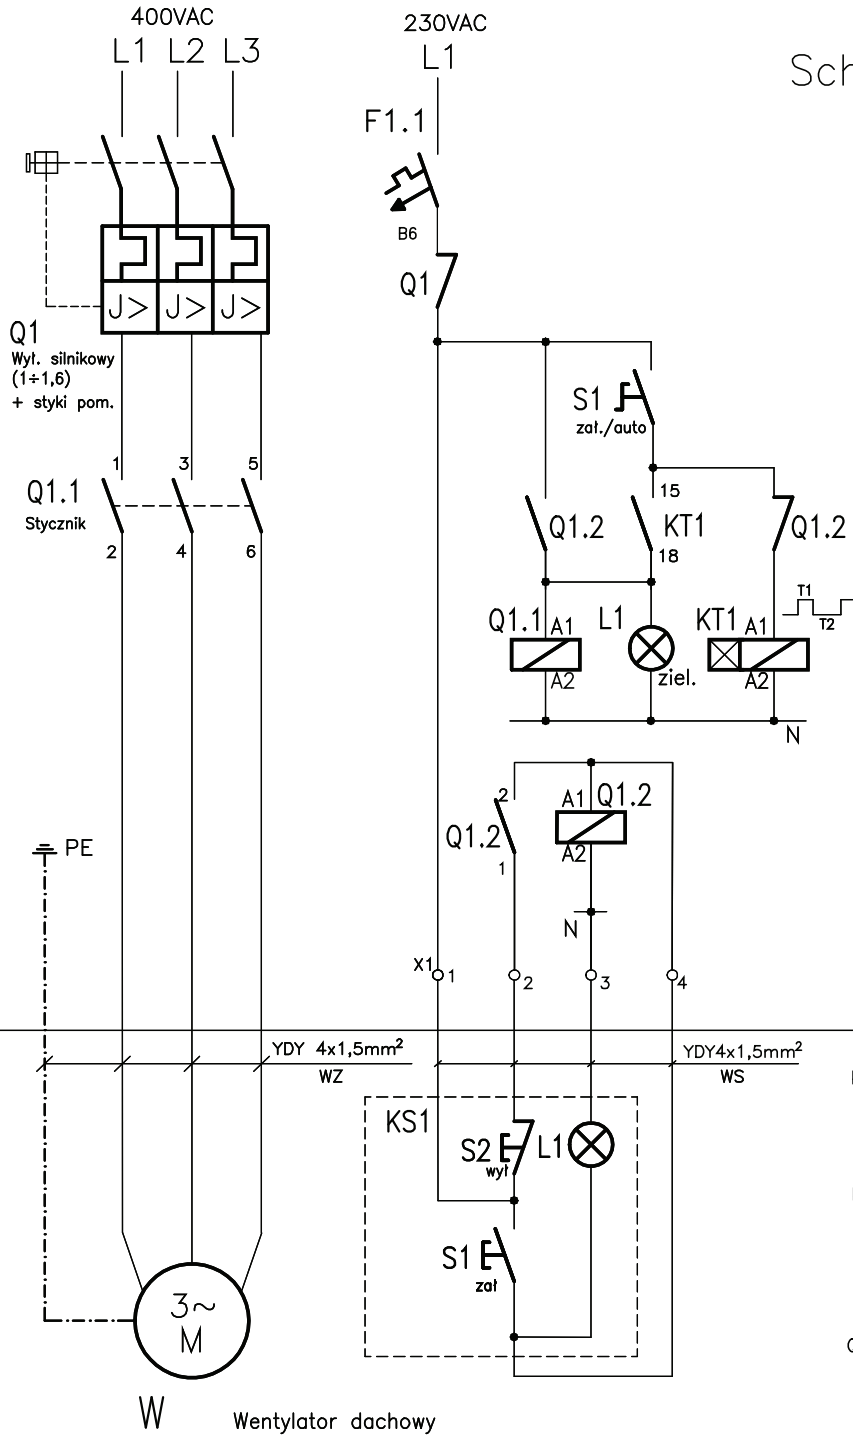 400VAC
L1 L2 L3
230VAC
L1
Sch
F1.1
B6
Q1
J> J> J>
Q1
Wył. silnikowy
(1÷1,6)
+ styki pom.
S1
zał./auto
1 3 5
Q1.1
Stycznik
2 4 6
15
Q1.2 KT1 Q1.2
18
T1
T2
Q1.1 A1 L1 KT1 A1
A2 ziel. A2
N
2 A1 Q1.2
Q1.2 A2
1
PE
N
X1 1 2 3 4
YDY 4x1,5mm²
WZ
YDY4x1,5mm²
WS
KS1
S2 L1
wył
S1
zał
3~
M
W Wentylator dachowy